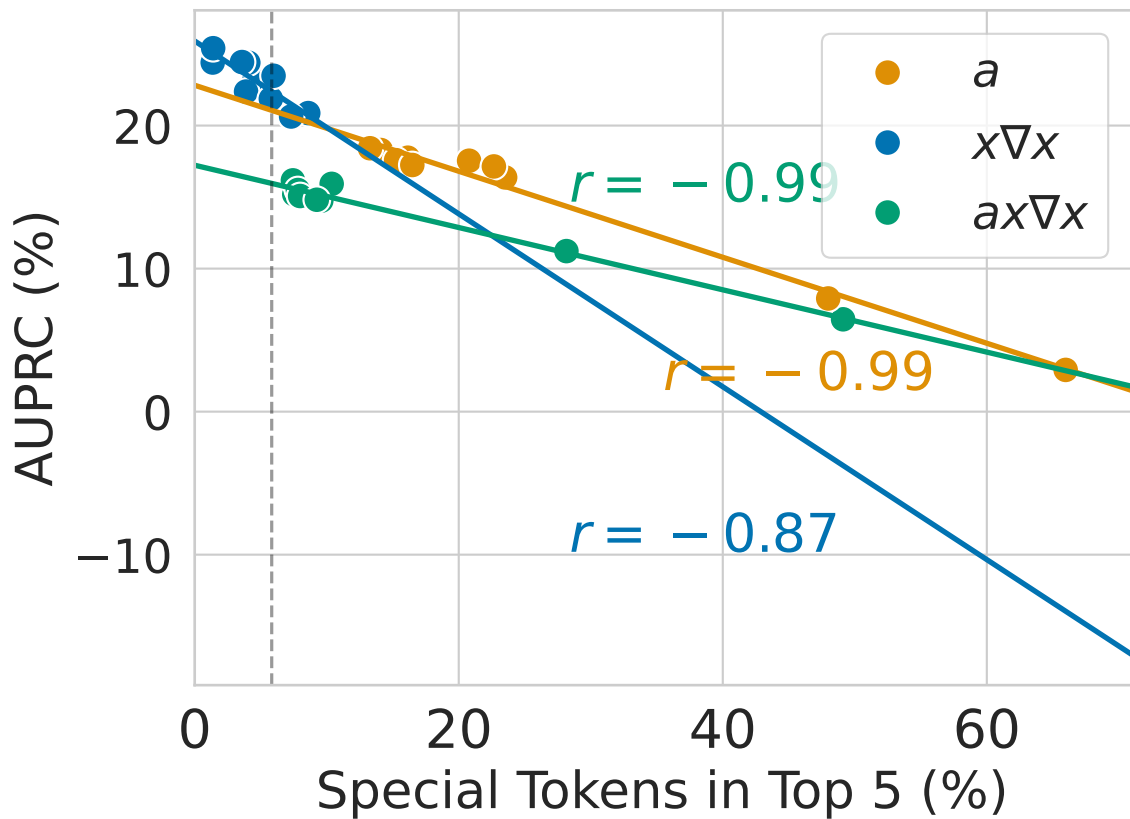 20
10
0
−10
0 20 40 60
AUPRC (%)
Special Tokens in Top 5 (%)
a
x∇x
ax∇x
r = −0.99
r = −0.99
r = −0.87